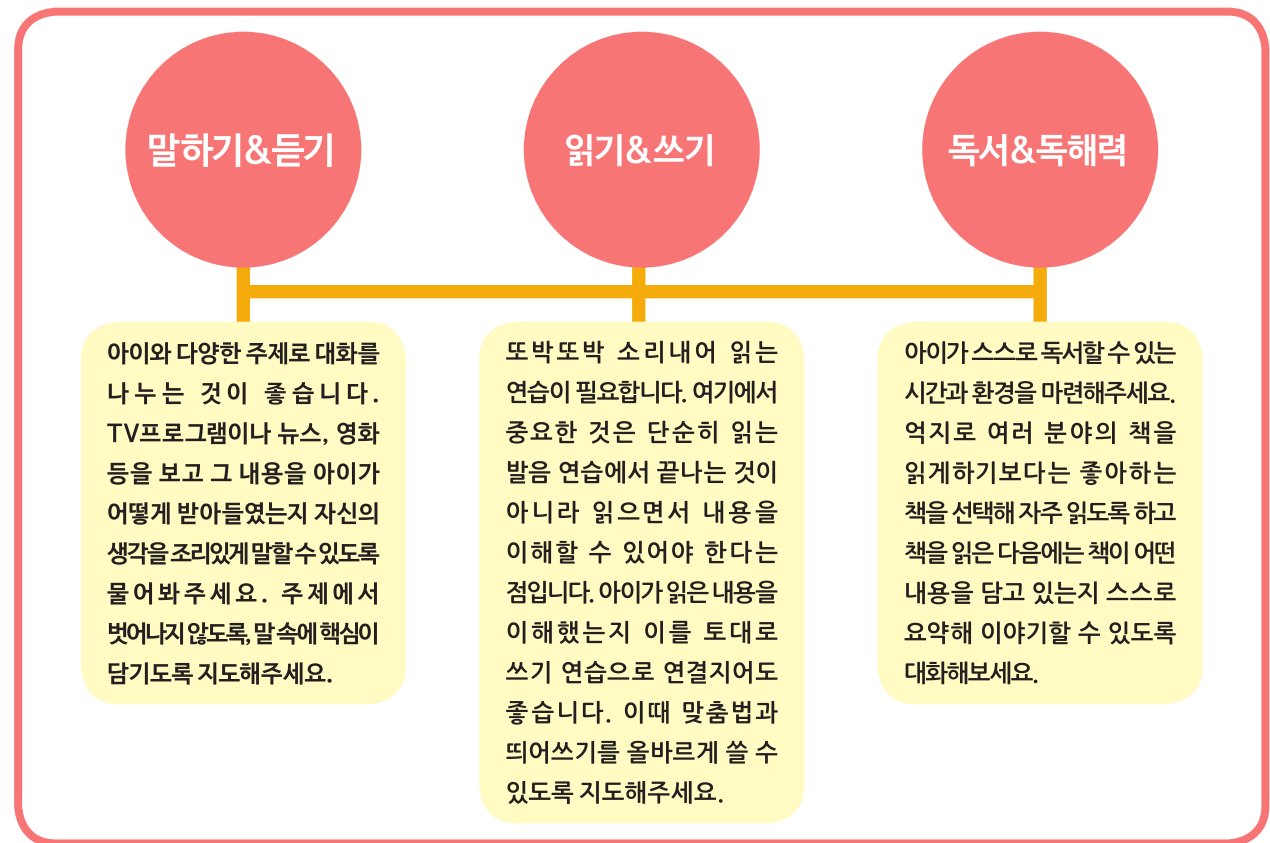 말하기&듣기
아이와 다양한 주제로 대화를
나누는 것이 좋습니다.
TV프로그램이나 뉴스, 영화
등을 보고 그 내용을 아이가
어떻게 받아들였는지 자신의
생각을 조리있게 말할 수 있도록
물어봐주세요. 주제에서
벗어나지 않도록, 말 속에 핵심이
담기도록 지도해주세요.
읽기&쓰기
또박또박 소리내어 읽는
연습이 필요합니다. 여기에서
중요한 것은 단순히 읽는
발음 연습에서 끝나는 것이
아니라 읽으면서 내용을
이해할 수 있어야 한다는
점입니다. 아이가 읽은 내용을
이해했는지 이를 토대로
쓰기 연습으로 연결지어도
좋습니다. 이때 맞춤법과
띄어쓰기를 올바르게 쓸 수
있도록 지도해주세요.
독서&독해력
아이가 스스로 독서할 수 있는
시간과 환경을 마련해주세요.
억지로 여러 분야의 책을
읽게하기보다는 좋아하는
책을 선택해 자주 읽도록 하고
책을 읽은 다음에는 책이 어떤
내용을 담고 있는지 스스로
요약해 이야기할 수 있도록
대화해보세요.